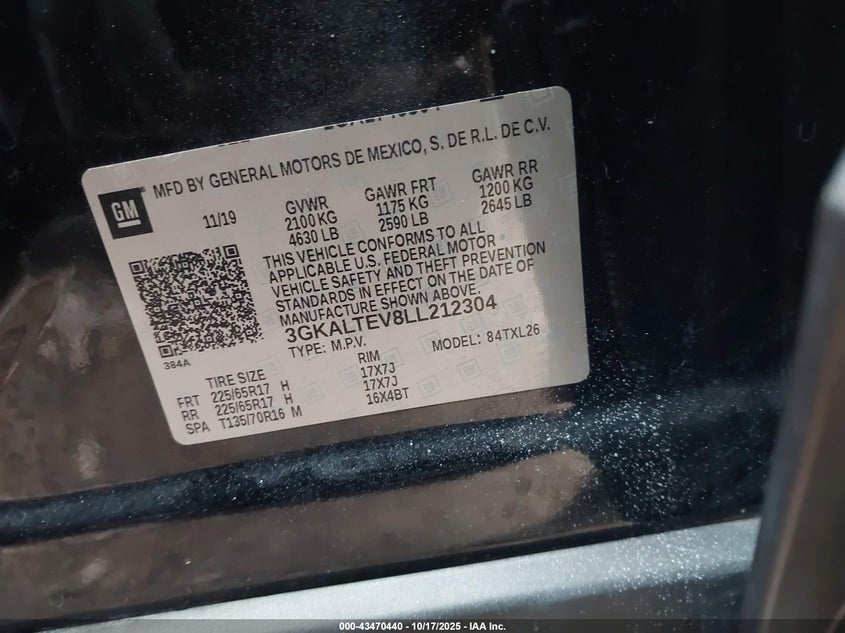 MFD BY GENERAL MOTORS DE MEXICO, S. DE R.L. DE C.V.
GM
11/19
GVWR GAWR FRT GAWR RR
2100 KG 1175 KG 1200 KG
4630 LB 2590 LB 2645 LB
THIS VEHICLE CONFORMS TO ALL
APPLICABLE U.S. FEDERAL MOTOR
VEHICLE SAFETY AND THEFT PREVENTION
STANDARDS IN EFFECT ON THE DATE OF
MANUFACTURE SHOWN ABOVE.
3GKALTEV8LL212304
TYPE: M.P.V. MODEL: 84TXL26
384A
TIRE SIZE RIM
FRT 225/65R17 H 17X7J
RR 225/65R17 H 17X7J
SPA T135/70R16 M 16X4BT
000-43470440 | 10/17/2025 - IAA Inc.